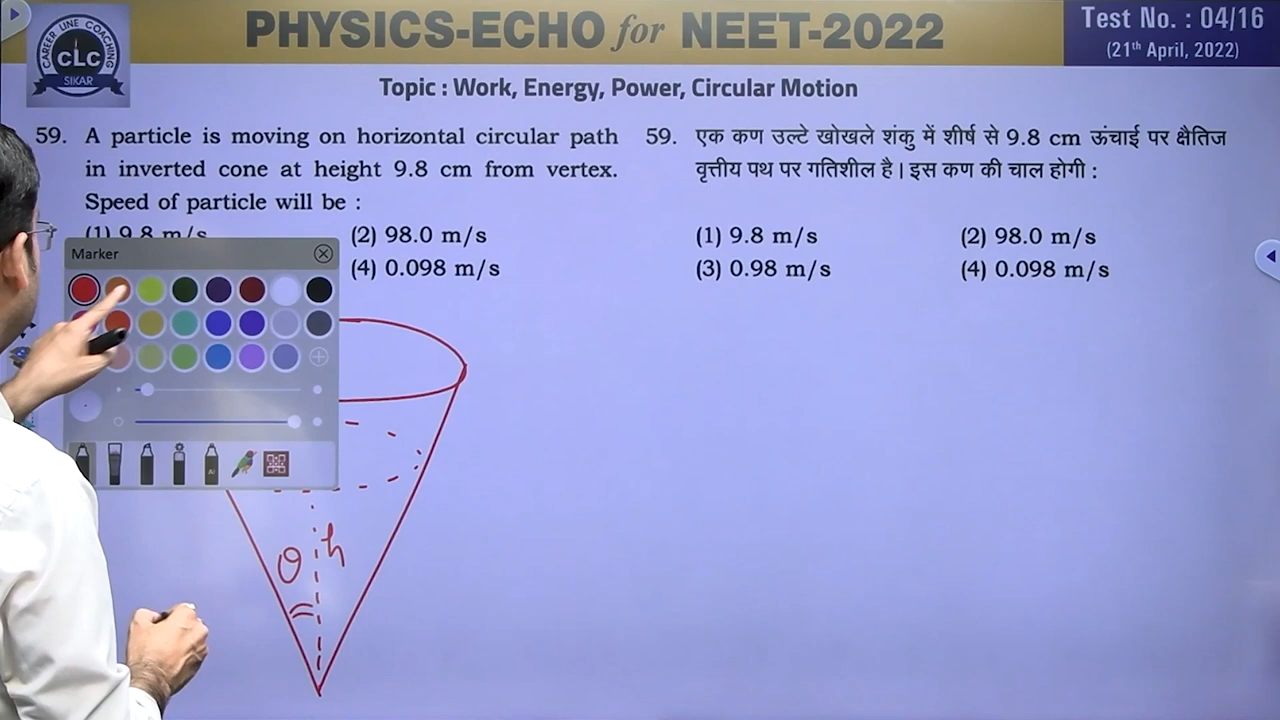 PHYSICS-ECHO for NEET-2022
Test No. : 04/16
(21th April, 2022)
CAREER LINE COACHING
CLC
SIKAR
Topic : Work, Energy, Power, Circular Motion
59. A particle is moving on horizontal circular path
in inverted cone at height 9.8 cm from vertex.
Speed of particle will be :
(1) 9.8 m/s
(2) 98.0 m/s
(4) 0.098 m/s
59. एक कण उल्टे खोखले शंकु में शीर्ष से 9.8 cm ऊंचाई पर क्षैतिज
वृत्तीय पथ पर गतिशील है। इस कण की चाल होगी :
(1) 9.8 m/s
(2) 98.0 m/s
(3) 0.98 m/s
(4) 0.098 m/s
Marker
AI
θ
h